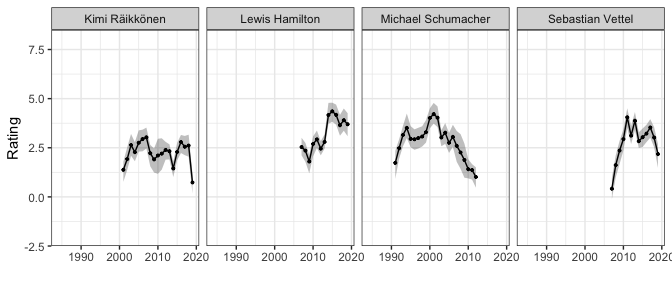 Kimi Räikkönen Lewis Hamilton Michael Schumacher Sebastian Vettel
7.5
5.0
2.5
0.0
-2.5
Rating
1990 2000 2010 2020 1990 2000 2010 2020 1990 2000 2010 2020 1990 2000 2010 2020